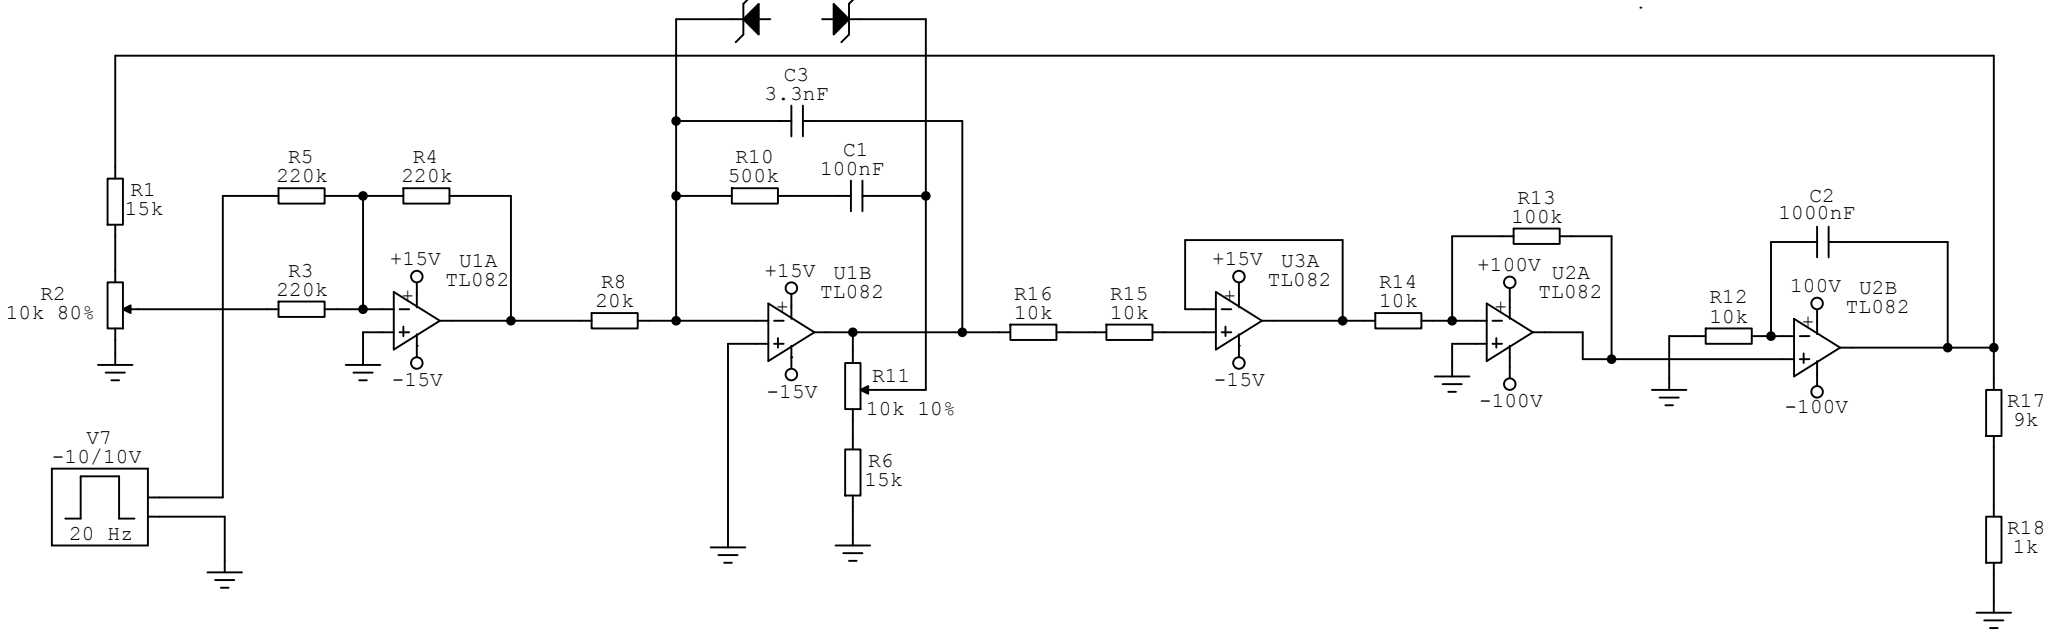 C3
3.3nF
C1
100nF
R10
500k
R5
220k
R4
220k
R1
15k
R13
100k
C2
1000nF
+15V
U1A
TL082
R3
220k
R2
10k 80%
-15V
R8
20k
+15V
U1B
TL082
-15V
R11
10k 10%
R6
15k
R16
10k
R15
10k
+15V
U3A
TL082
-15V
R14
10k
+100V
U2A
TL082
-100V
R12
10k
100V
U2B
TL082
-100V
R17
9k
R18
1k
V7
-10/10V
20 Hz